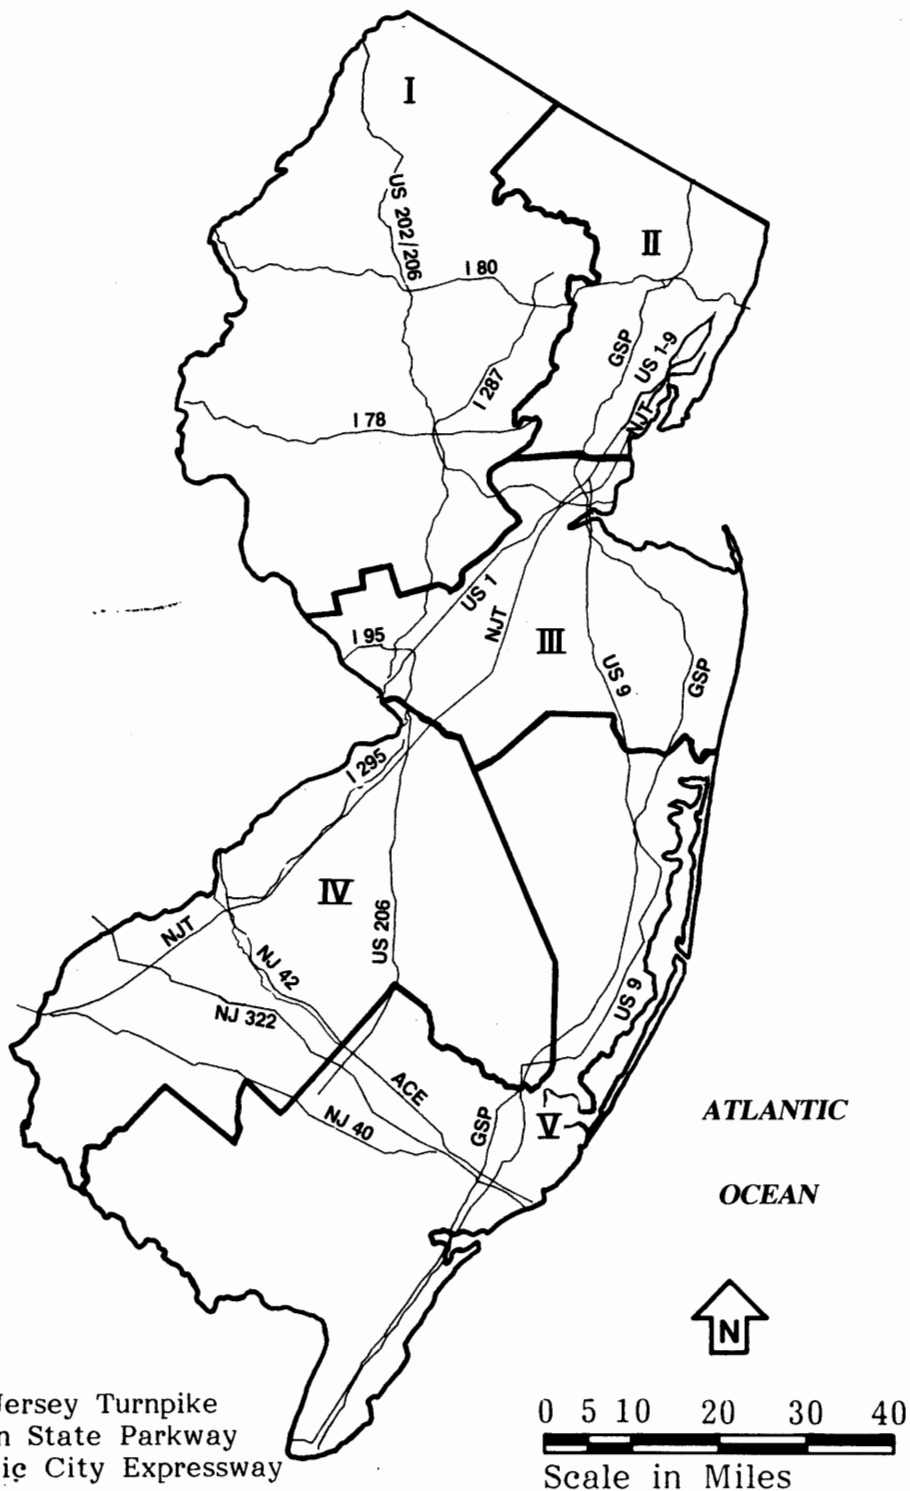 I
II
US 202/206
I 80
GSP
US 1-9
I 287
NJT
I 78
US 1
NJT
III
I 95
US 9
GSP
I 295
IV
US 206
NJT
NJ 42
US 9
NJ 322
ACE
GSP
V
NJ 40
ATLANTIC
OCEAN
N
Jersey Turnpike
n State Parkway
ic City Expressway
0 5 10 20 30 40
Scale in Miles